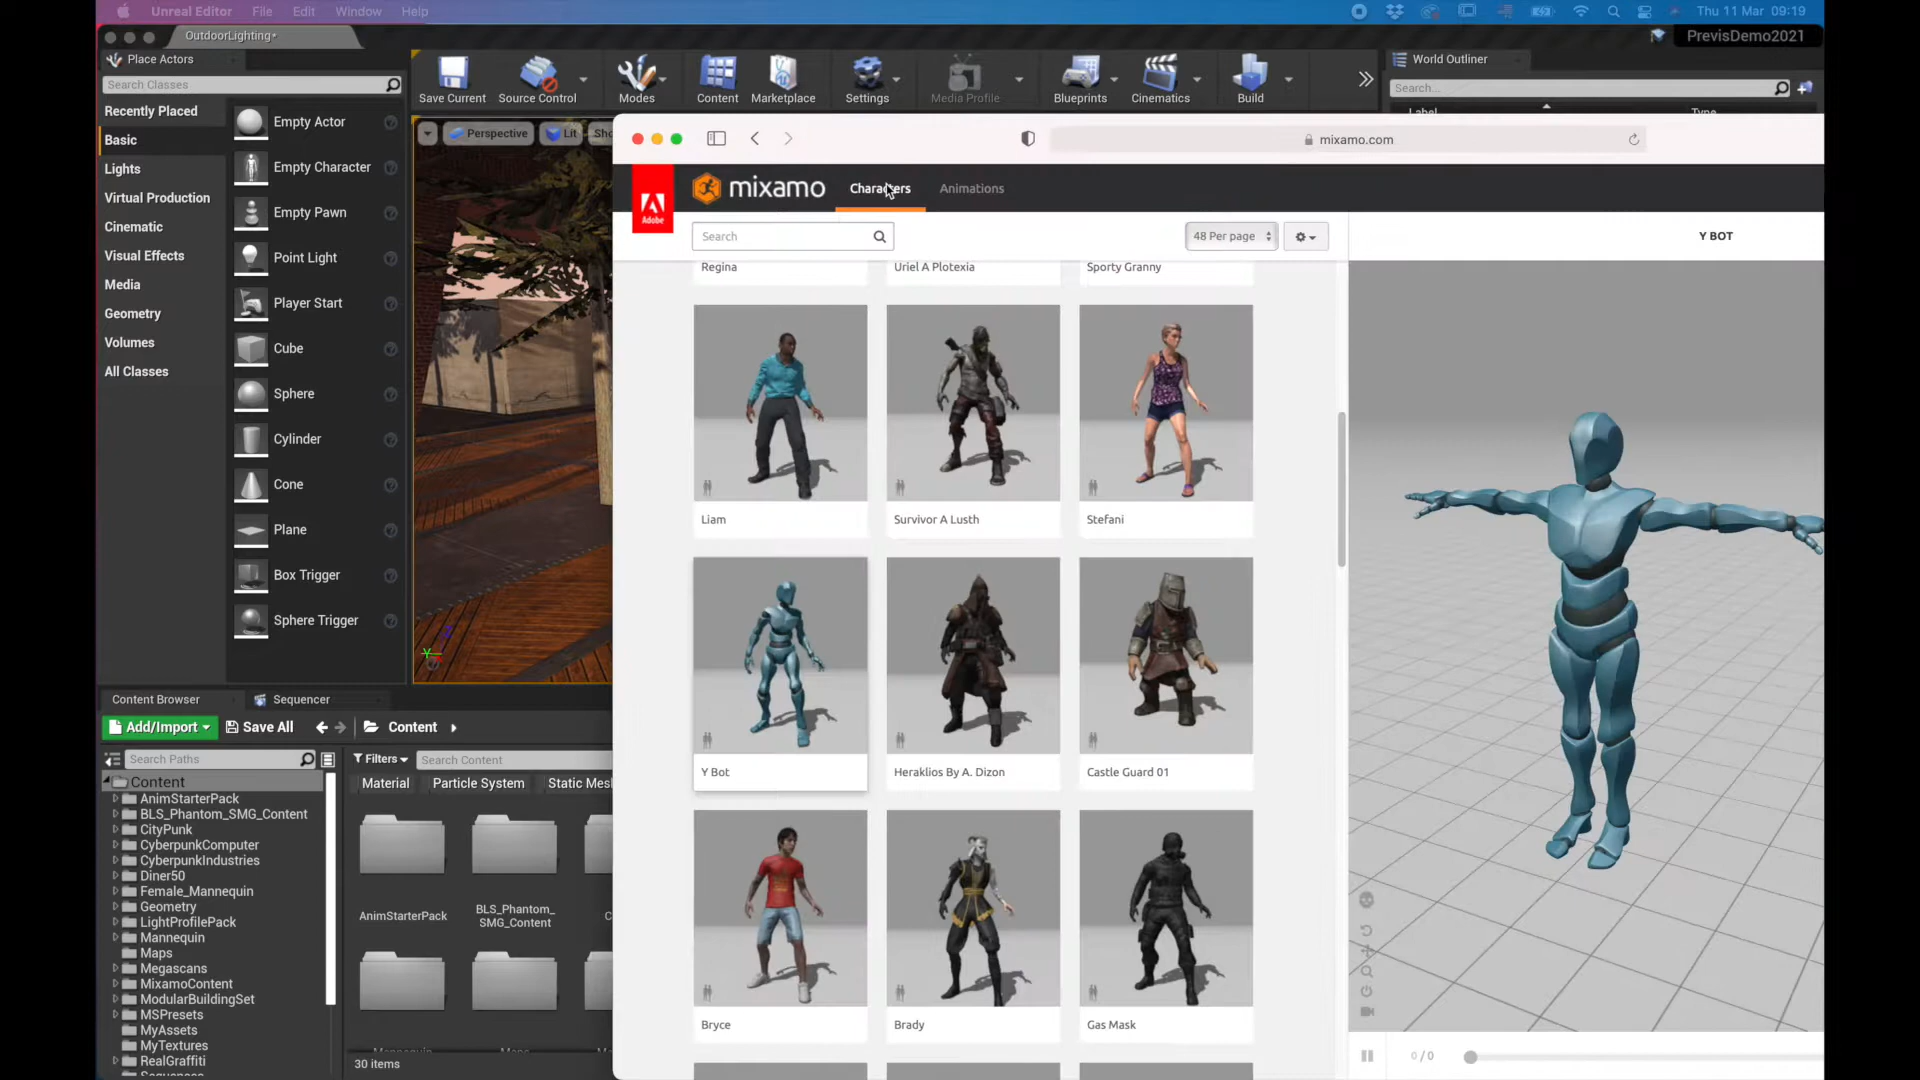 Unreal Editor File Edit Window Help
Thu 11 Mar 09:19
OutdoorLighting*
PrevisDemo2021
Place Actors
Search Classes
Recently Placed
Basic
Lights
Virtual Production
Cinematic
Visual Effects
Media
Geometry
Volumes
All Classes
Empty Actor
Empty Character
Empty Pawn
Point Light
Player Start
Cube
Sphere
Cylinder
Cone
Plane
Box Trigger
Sphere Trigger
Save Current
Source Control
Modes
Content
Marketplace
Settings
Media Profile
Blueprints
Cinematics
Build
World Outliner
Search...
Label
Type
Perspective
Lit
Sho
mixamo.com
Adobe
mixamo
Characters
Animations
Search
48 Per page
Y BOT
Regina
Uriel A Plotexia
Sporty Granny
Liam
Survivor A Lusth
Stefani
Y Bot
Heraklios By A. Dizon
Castle Guard 01
Bryce
Brady
Gas Mask
0 / 0
Content Browser
Sequencer
Add/Import
Save All
Content
Search Paths
Filters
Search Content
Material
Particle System
Static Mes
Content
AnimStarterPack
BLS_Phantom_SMG_Content
CityPunk
CyberpunkComputer
CyberpunkIndustries
Diner50
Female_Mannequin
Geometry
LightProfilePack
Mannequin
Maps
Megascans
MixamoContent
ModularBuildingSet
MSPresets
MyAssets
MyTextures
RealGraffiti
AnimStarterPack
BLS_Phantom_
SMG_Content
C
30 items